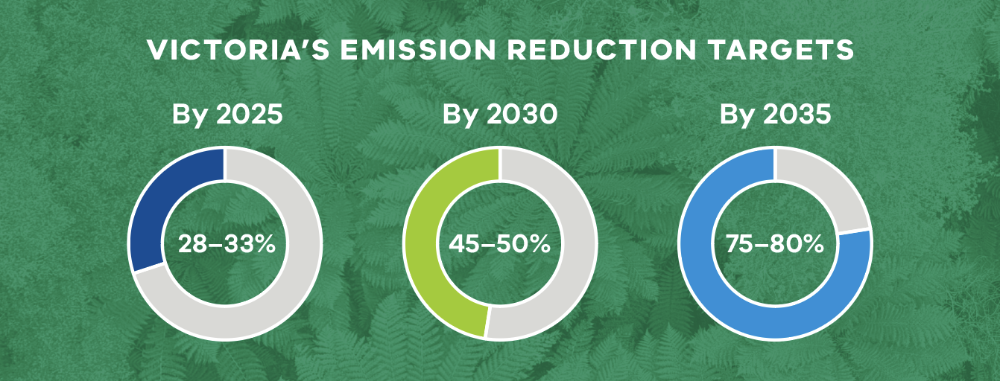 VICTORIA’S EMISSION REDUCTION TARGETS
By 2025
By 2030
By 2035
28–33%
45–50%
75–80%